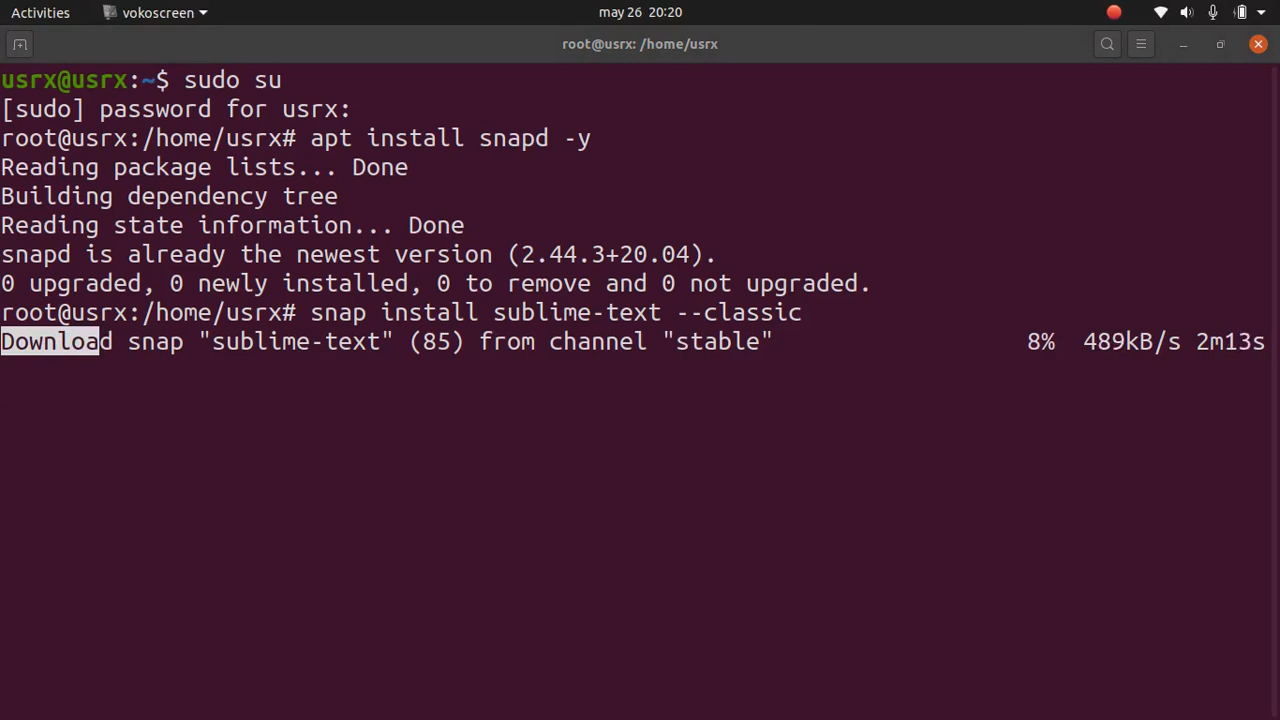 Activities vokoscreen may 26 20:20
root@usrx: /home/usrx
usrx@usrx:~$ sudo su
[sudo] password for usrx:
root@usrx:/home/usrx# apt install snapd -y
Reading package lists... Done
Building dependency tree
Reading state information... Done
snapd is already the newest version (2.44.3+20.04).
0 upgraded, 0 newly installed, 0 to remove and 0 not upgraded.
root@usrx:/home/usrx# snap install sublime-text --classic
Download snap "sublime-text" (85) from channel "stable" 8% 489kB/s 2m13s